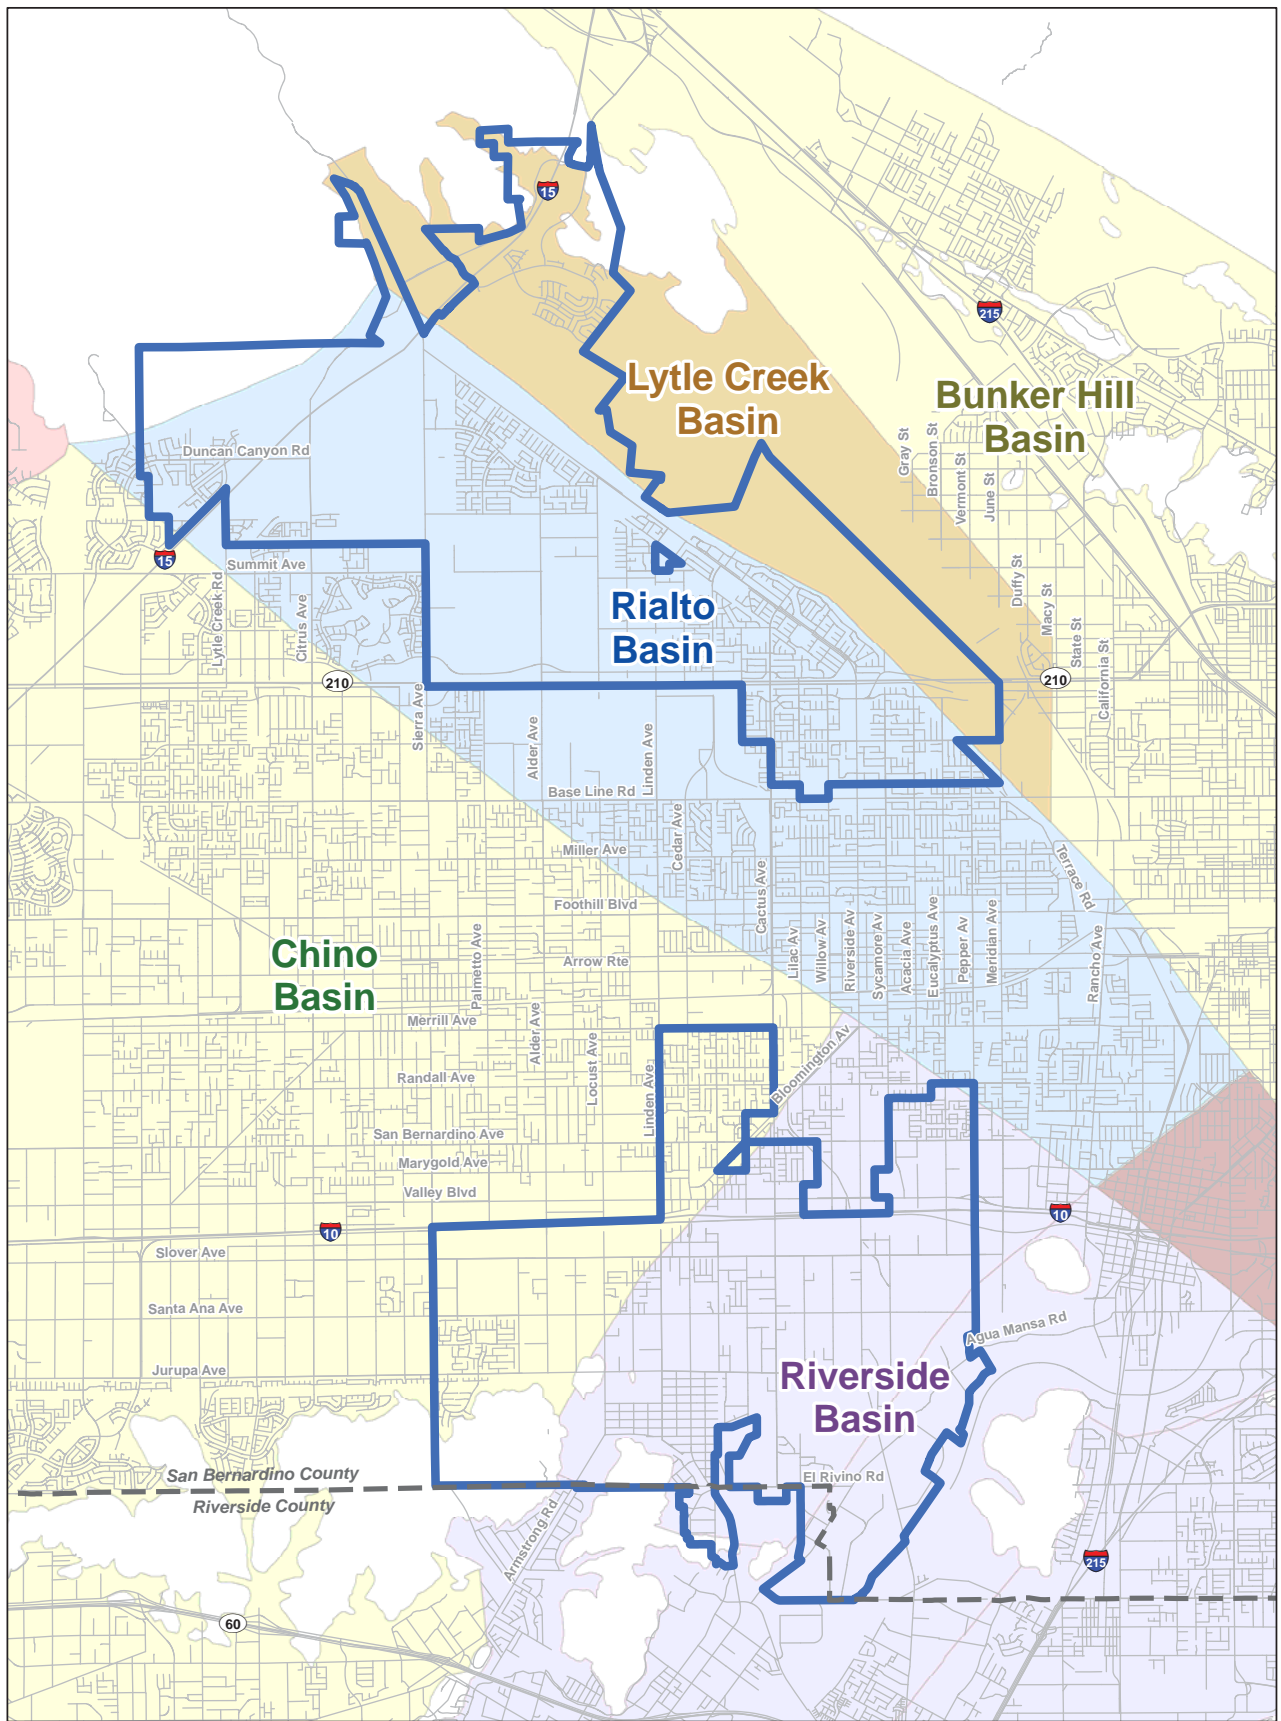 15
215
Lytle Creek
Basin
Bunker Hill
Basin
Gray St
Bronson St
Vermont St
June St
Duncan Canyon Rd
15
Summit Ave
Lytle Creek Rd
Citrus Ave
Rialto
Basin
Duffy St
Macy St
State St
California St
210
210
Sierra Ave
Alder Ave
Linden Ave
Base Line Rd
Cedar Ave
Miller Ave
Terrace Rd
Cactus Ave
Foothill Blvd
Lilac Av
Willow Av
Riverside Av
Sycamore Av
Acacia Ave
Eucalyptus Ave
Pepper Av
Meridian Ave
Rancho Ave
Chino
Basin
Palmetto Ave
Arrow Rte
Merrill Ave
Alder Ave
Locust Ave
Linden Ave
Bloomington Av
Randall Ave
San Bernardino Ave
Marygold Ave
Valley Blvd
10
10
Slover Ave
Santa Ana Ave
Agua Mansa Rd
Jurupa Ave
Riverside
Basin
San Bernardino County
Riverside County
El Rivino Rd
Armstrong Rd
215
60